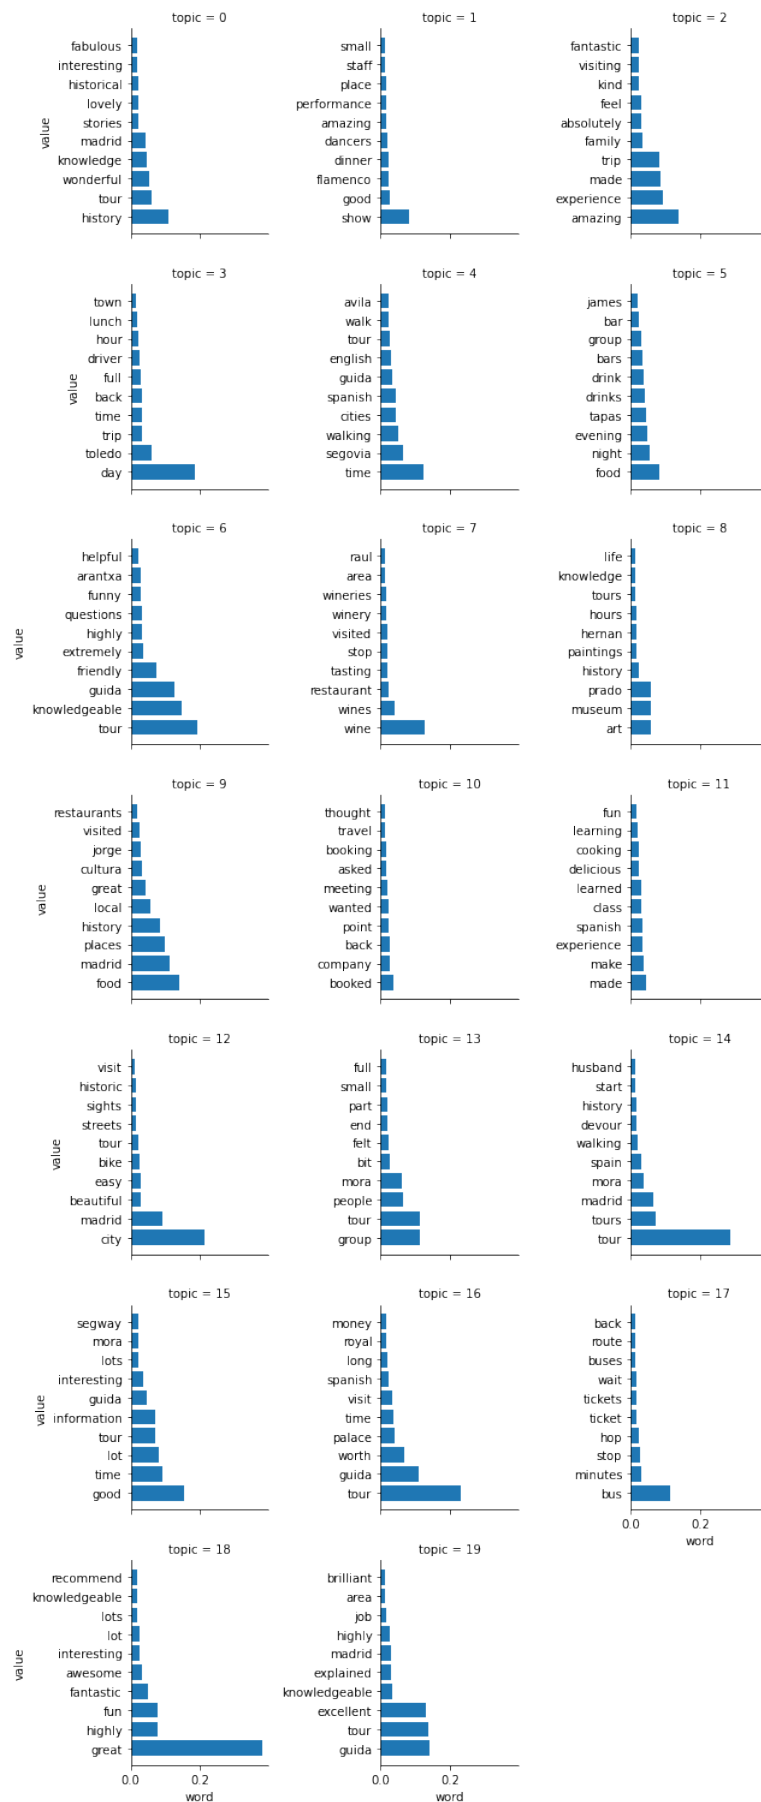 topic = 0
fabulous
interesting
historical
lovely
stories
madrid
knowledge
wonderful
tour
history
value
topic = 1
small
staff
place
performance
amazing
dancers
dinner
flamenco
good
show
topic = 2
fantastic
visiting
kind
feel
absolutely
family
trip
made
experience
amazing
topic = 3
town
lunch
hour
driver
full
back
time
trip
toledo
day
value
topic = 4
avila
walk
tour
english
guida
spanish
cities
walking
segovia
time
topic = 5
james
bar
group
bars
drink
drinks
tapas
evening
night
food
topic = 6
helpful
arantxa
funny
questions
highly
extremely
friendly
guida
knowledgeable
tour
value
topic = 7
raul
area
wineries
winery
visited
stop
tasting
restaurant
wines
wine
topic = 8
life
knowledge
tours
hours
hernan
paintings
history
prado
museum
art
topic = 9
restaurants
visited
jorge
cultura
great
local
history
places
madrid
food
value
topic = 10
thought
travel
booking
asked
meeting
wanted
point
back
company
booked
topic = 11
fun
learning
cooking
delicious
learned
class
spanish
experience
make
made
topic = 12
visit
historic
sights
streets
tour
bike
easy
beautiful
madrid
city
value
topic = 13
full
small
part
end
felt
bit
mora
people
tour
group
topic = 14
husband
start
history
devour
walking
spain
mora
madrid
tours
tour
topic = 15
segway
mora
lots
interesting
guida
information
tour
lot
time
good
value
topic = 16
money
royal
long
spanish
visit
time
palace
worth
guida
tour
topic = 17
back
route
buses
wait
tickets
ticket
hop
stop
minutes
bus
0.0 0.2
word
topic = 18
recommend
knowledgeable
lots
lot
interesting
awesome
fantastic
fun
highly
great
value
0.0 0.2
word
topic = 19
brilliant
area
job
highly
madrid
explained
knowledgeable
excellent
tour
guida
0.0 0.2
word